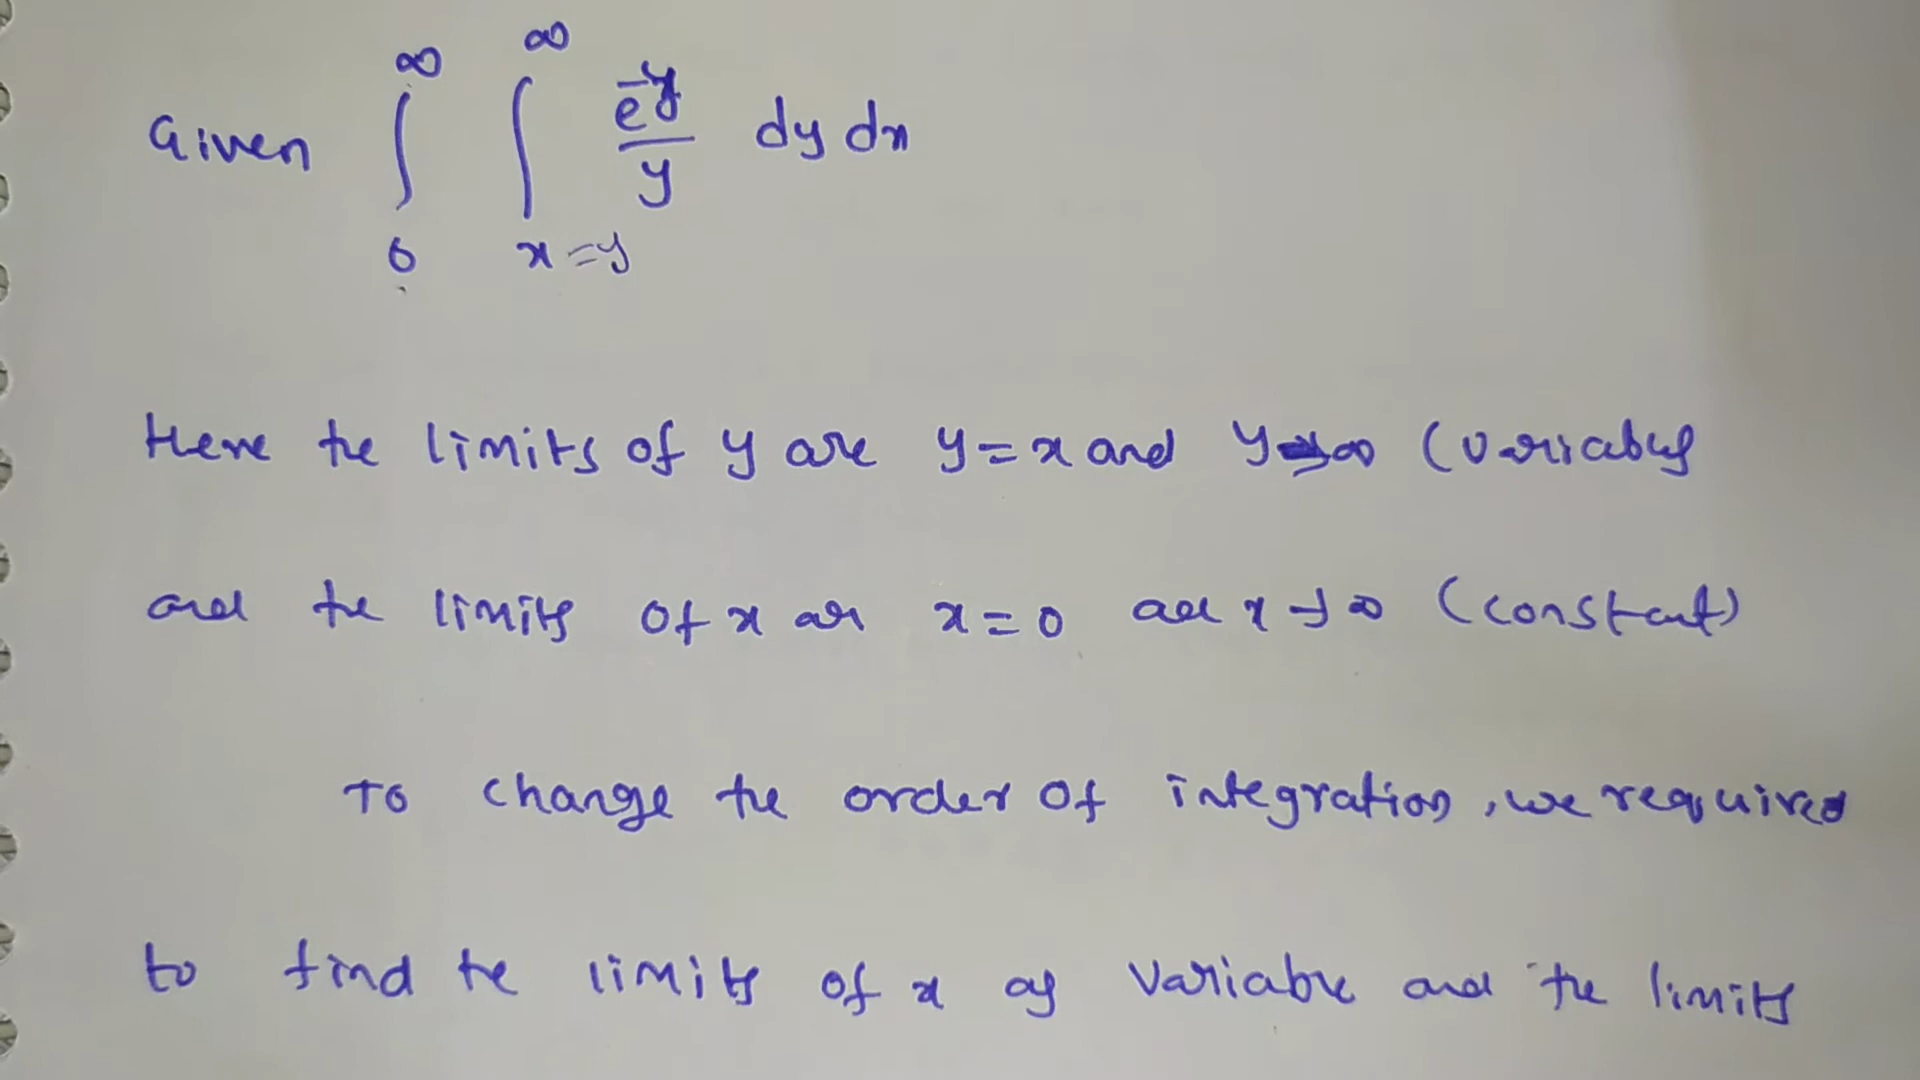 Given ∫_0^∞ ∫_{x=y}^∞ e^{-y}/y dy dx
Here the limits of y are y=x and y→∞ (variables
and the limits of x are x=0 and x→∞ (constant)
To change the order of integration, we required
to find the limits of x as variable and the limits